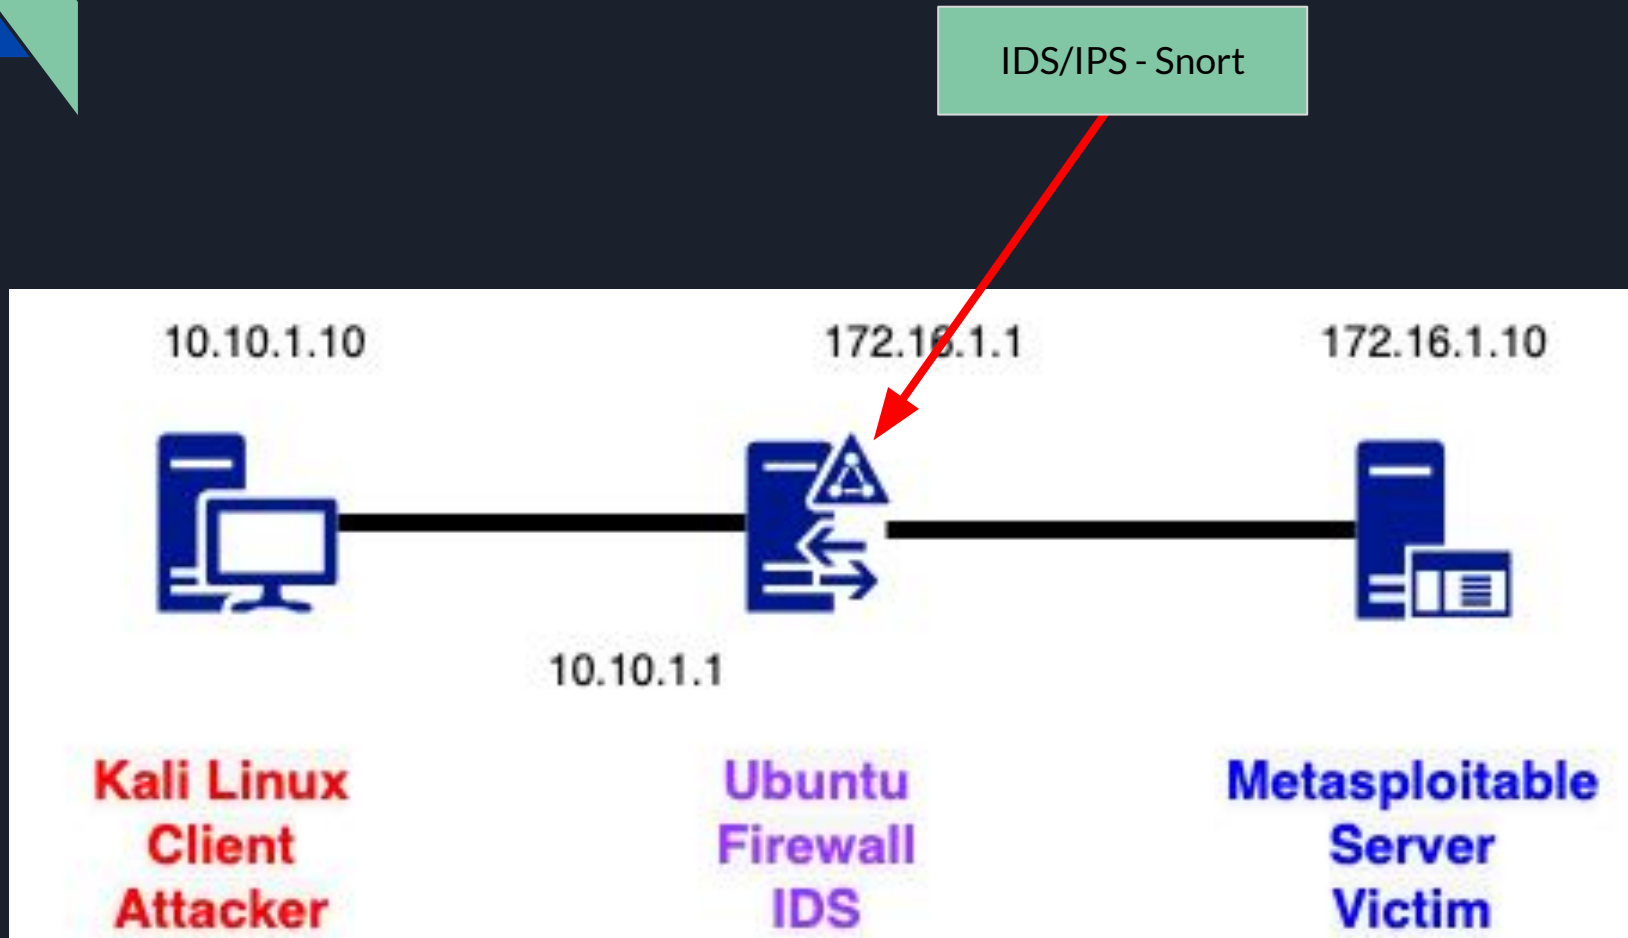 IDS/IPS - Snort
10.10.1.10
172.16.1.1
172.16.1.10
10.10.1.1
Kali Linux
Client
Attacker
Ubuntu
Firewall
IDS
Metasploitable
Server
Victim